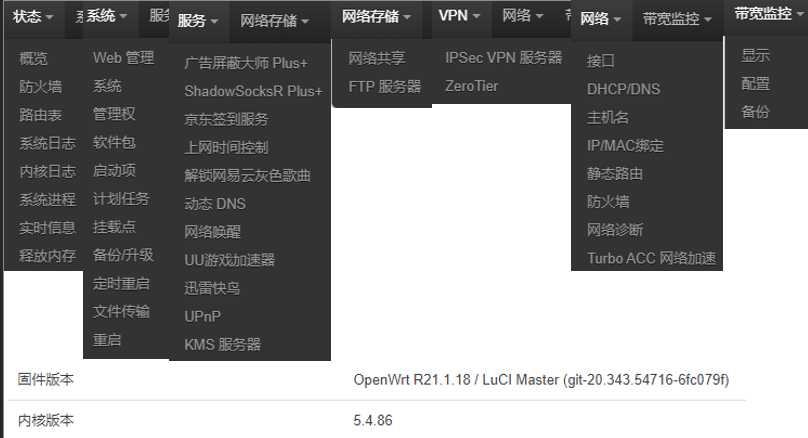 状态
系
概览
防火墙
路由表
系统日志
内核日志
系统进程
实时信息
释放内存
系统
服务
Web 管理
系统
管理权
软件包
启动项
计划任务
挂载点
备份/升级
定时重启
文件传输
重启
服务
网络存储
广告屏蔽大师 Plus+
ShadowSocksR Plus+
京东签到服务
上网时间控制
解锁网易云灰色歌曲
动态 DNS
网络唤醒
UU游戏加速器
迅雷快鸟
UPnP
KMS 服务器
网络存储
网络共享
FTP 服务器
VPN
网络
IPSec VPN 服务器
ZeroTier
网络
带宽监控
接口
DHCP/DNS
主机名
IP/MAC绑定
静态路由
防火墙
网络诊断
Turbo ACC 网络加速
带宽监控
显示
配置
备份
固件版本 OpenWrt R21.1.18 / LuCI Master (git-20.343.54716-6fc079f)
内核版本 5.4.86